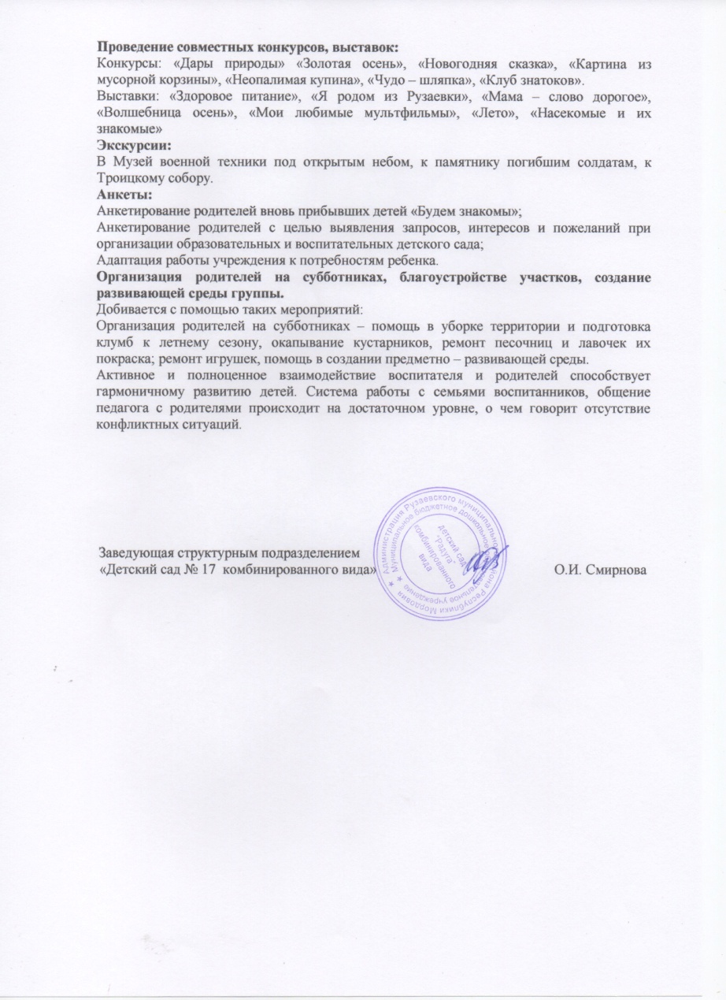 Проведение совместных конкурсов, выставок:
Конкурсы: «Дары природы» «Золотая осень», «Новогодняя сказка», «Картина из
мусорной корзины», «Неопалимая купина», «Чудо – шляпка», «Клуб знатоков».
Выставки: «Здоровое питание», «Я родом из Рузаевки», «Мама – слово дорогое»,
«Волшебница осень», «Мои любимые мультфильмы», «Лето», «Насекомые и их
знакомые»
Экскурсии:
В Музей военной техники под открытым небом, к памятнику погибшим солдатам, к
Троицкому собору.
Анкеты:
Анкетирование родителей вновь прибывших детей «Будем знакомы»;
Анкетирование родителей с целью выявления запросов, интересов и пожеланий при
организации образовательных и воспитательных детского сада;
Адаптация работы учреждения к потребностям ребенка.
Организация родителей на субботниках, благоустройстве участков, создание
развивающей среды группы.
Добивается с помощью таких мероприятий:
Организация родителей на субботниках – помощь в уборке территории и подготовка
клумб к летнему сезону, окапывание кустарников, ремонт песочниц и лавочек их
покраска; ремонт игрушек, помощь в создании предметно – развивающей среды.
Активное и полноценное взаимодействие воспитателя и родителей способствует
гармоничному развитию детей. Система работы с семьями воспитанников, общение
педагога с родителями происходит на достаточном уровне, о чем говорит отсутствие
конфликтных ситуаций.
Заведующая структурным подразделением
«Детский сад № 17 комбинированного вида» О.И. Смирнова
Администрация Рузаевского муниципального Республики Мордовия
Муниципальное бюджетное дошкольное учреждение
детский сад
"Радуга"
комбинированного
вида